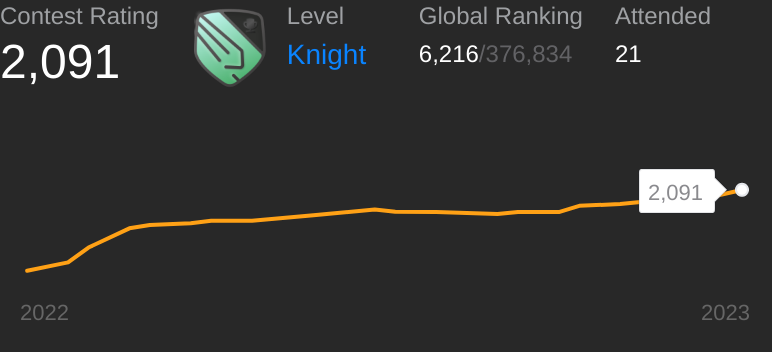 Contest Rating
2,091
Level
Knight
Global Ranking
6,216/376,834
Attended
21
2,091
2022
2023